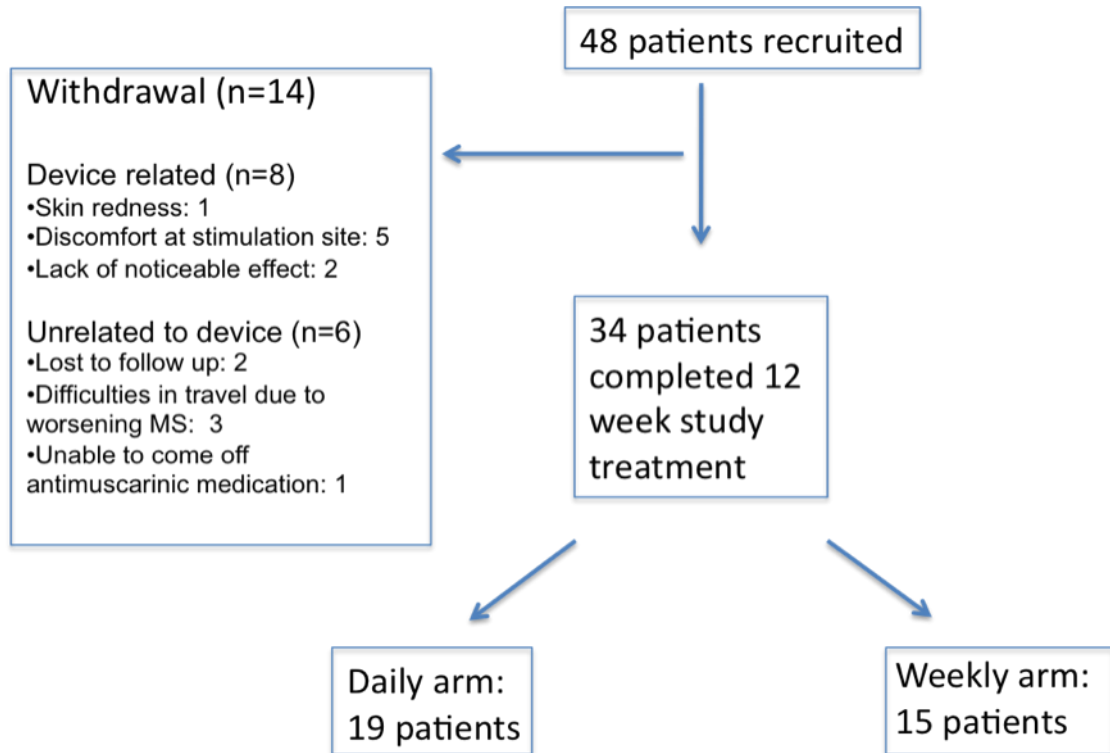 48 patients recruited
Withdrawal (n=14)
Device related (n=8)
•Skin redness: 1
•Discomfort at stimulation site: 5
•Lack of noticeable effect: 2
Unrelated to device (n=6)
•Lost to follow up: 2
•Difficulties in travel due to
worsening MS:  3
•Unable to come off
antimuscarinic medication: 1
34 patients
completed 12
week study
treatment
Daily arm:
19 patients
Weekly arm:
15 patients